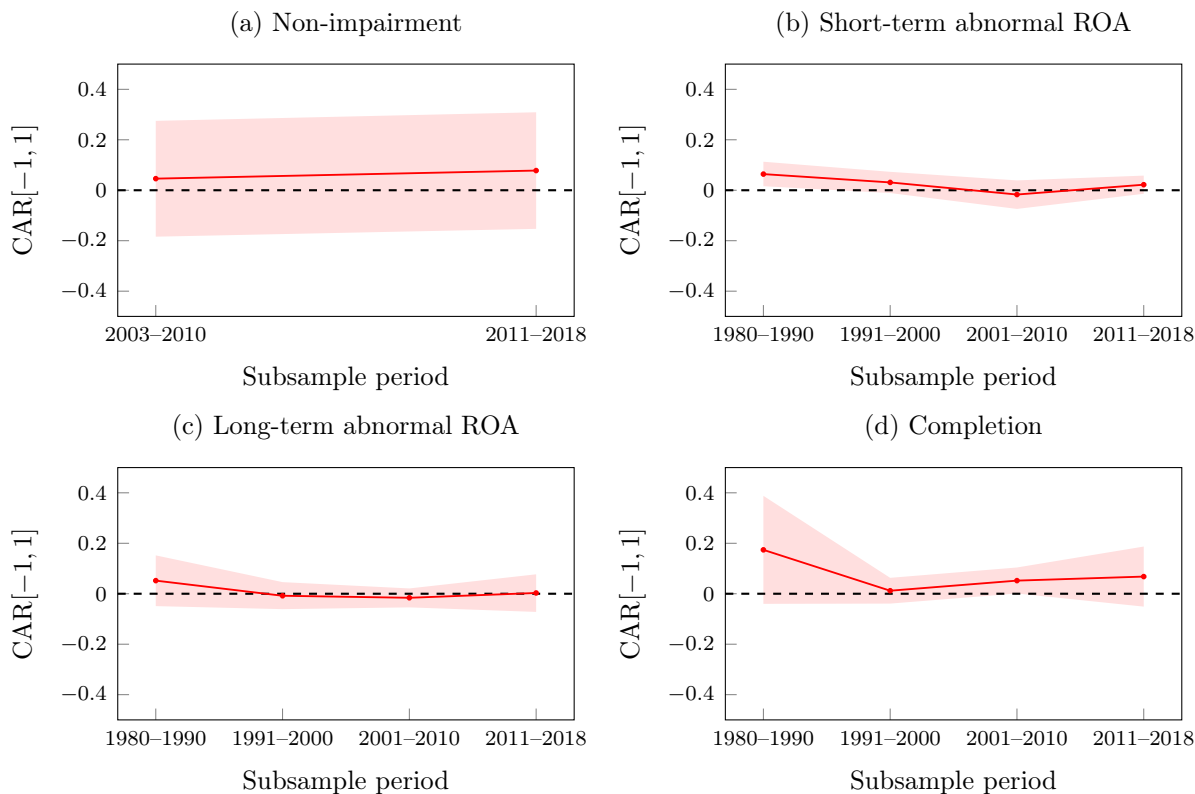 (a) Non-impairment
CAR[−1, 1]
0.4
0.2
0
−0.2
−0.4
2003–2010 2011–2018
Subsample period
(b) Short-term abnormal ROA
CAR[−1, 1]
0.4
0.2
0
−0.2
−0.4
1980–1990 1991–2000 2001–2010 2011–2018
Subsample period
(c) Long-term abnormal ROA
CAR[−1, 1]
0.4
0.2
0
−0.2
−0.4
1980–1990 1991–2000 2001–2010 2011–2018
Subsample period
(d) Completion
CAR[−1, 1]
0.4
0.2
0
−0.2
−0.4
1980–1990 1991–2000 2001–2010 2011–2018
Subsample period